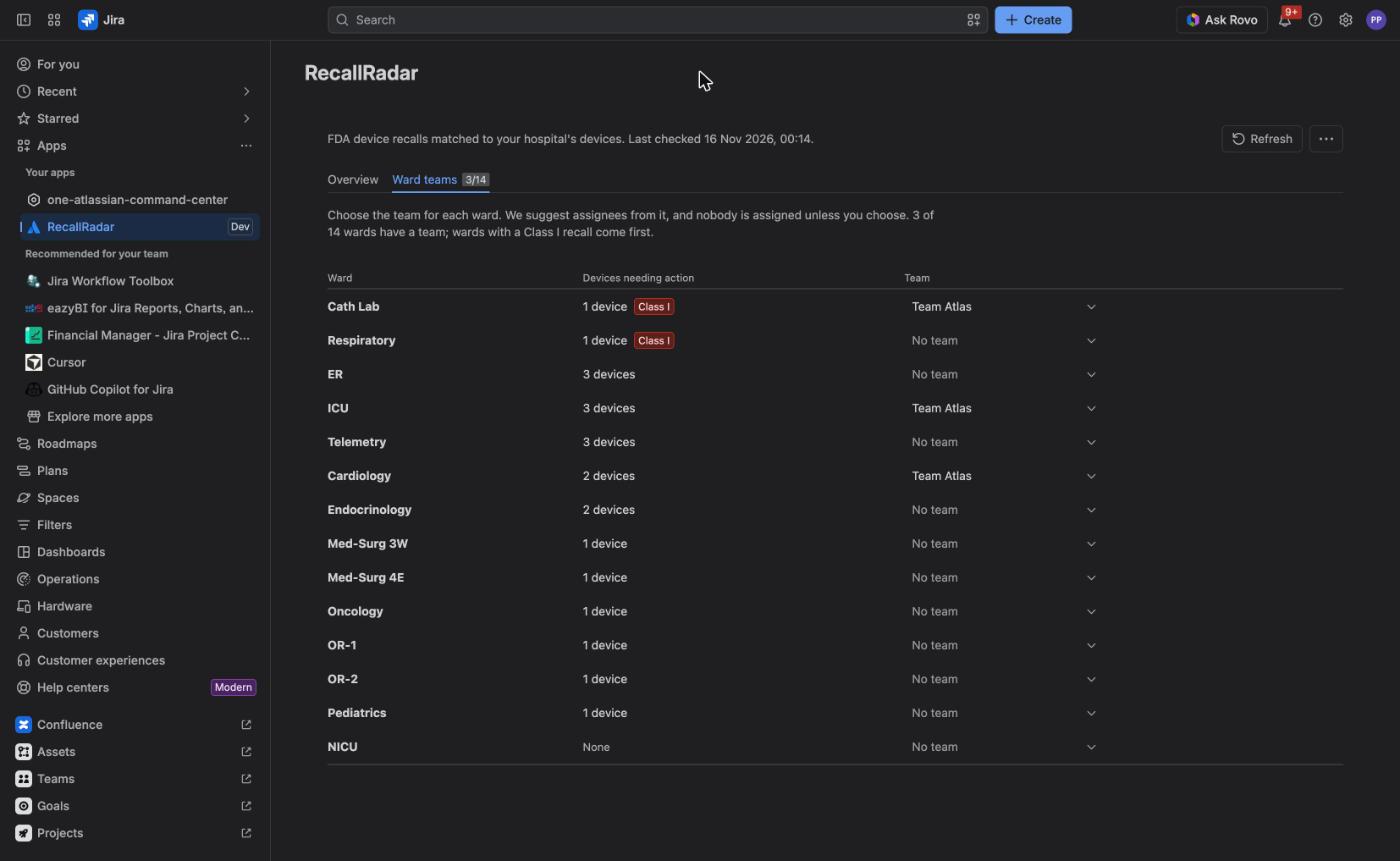 Jira
Search
Create
Ask Rovo
9+
PP
For you
Recent
Starred
Apps
Your apps
one-atlassian-command-center
RecallRadar
Dev
Recommended for your team
Jira Workflow Toolbox
eazyBI for Jira Reports, Charts, an...
Financial Manager - Jira Project C...
Cursor
GitHub Copilot for Jira
Explore more apps
Roadmaps
Plans
Spaces
Filters
Dashboards
Operations
Hardware
Customers
Customer experiences
Help centers
Modern
Confluence
Assets
Teams
Goals
Projects
RecallRadar
FDA device recalls matched to your hospital's devices. Last checked 16 Nov 2026, 00:14.
Refresh
Overview
Ward teams 3/14
Choose the team for each ward. We suggest assignees from it, and nobody is assigned unless you choose. 3 of
14 wards have a team; wards with a Class I recall come first.
Ward Devices needing action Team
Cath Lab 1 device Class I Team Atlas
Respiratory 1 device Class I No team
ER 3 devices No team
ICU 3 devices Team Atlas
Telemetry 3 devices No team
Cardiology 2 devices Team Atlas
Endocrinology 2 devices No team
Med-Surg 3W 1 device No team
Med-Surg 4E 1 device No team
Oncology 1 device No team
OR-1 1 device No team
OR-2 1 device No team
Pediatrics 1 device No team
NICU None No team